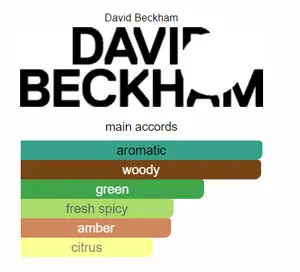 David Beckham
DAVID
BECKHAM
main accords
aromatic
woody
green
fresh spicy
amber
citrus